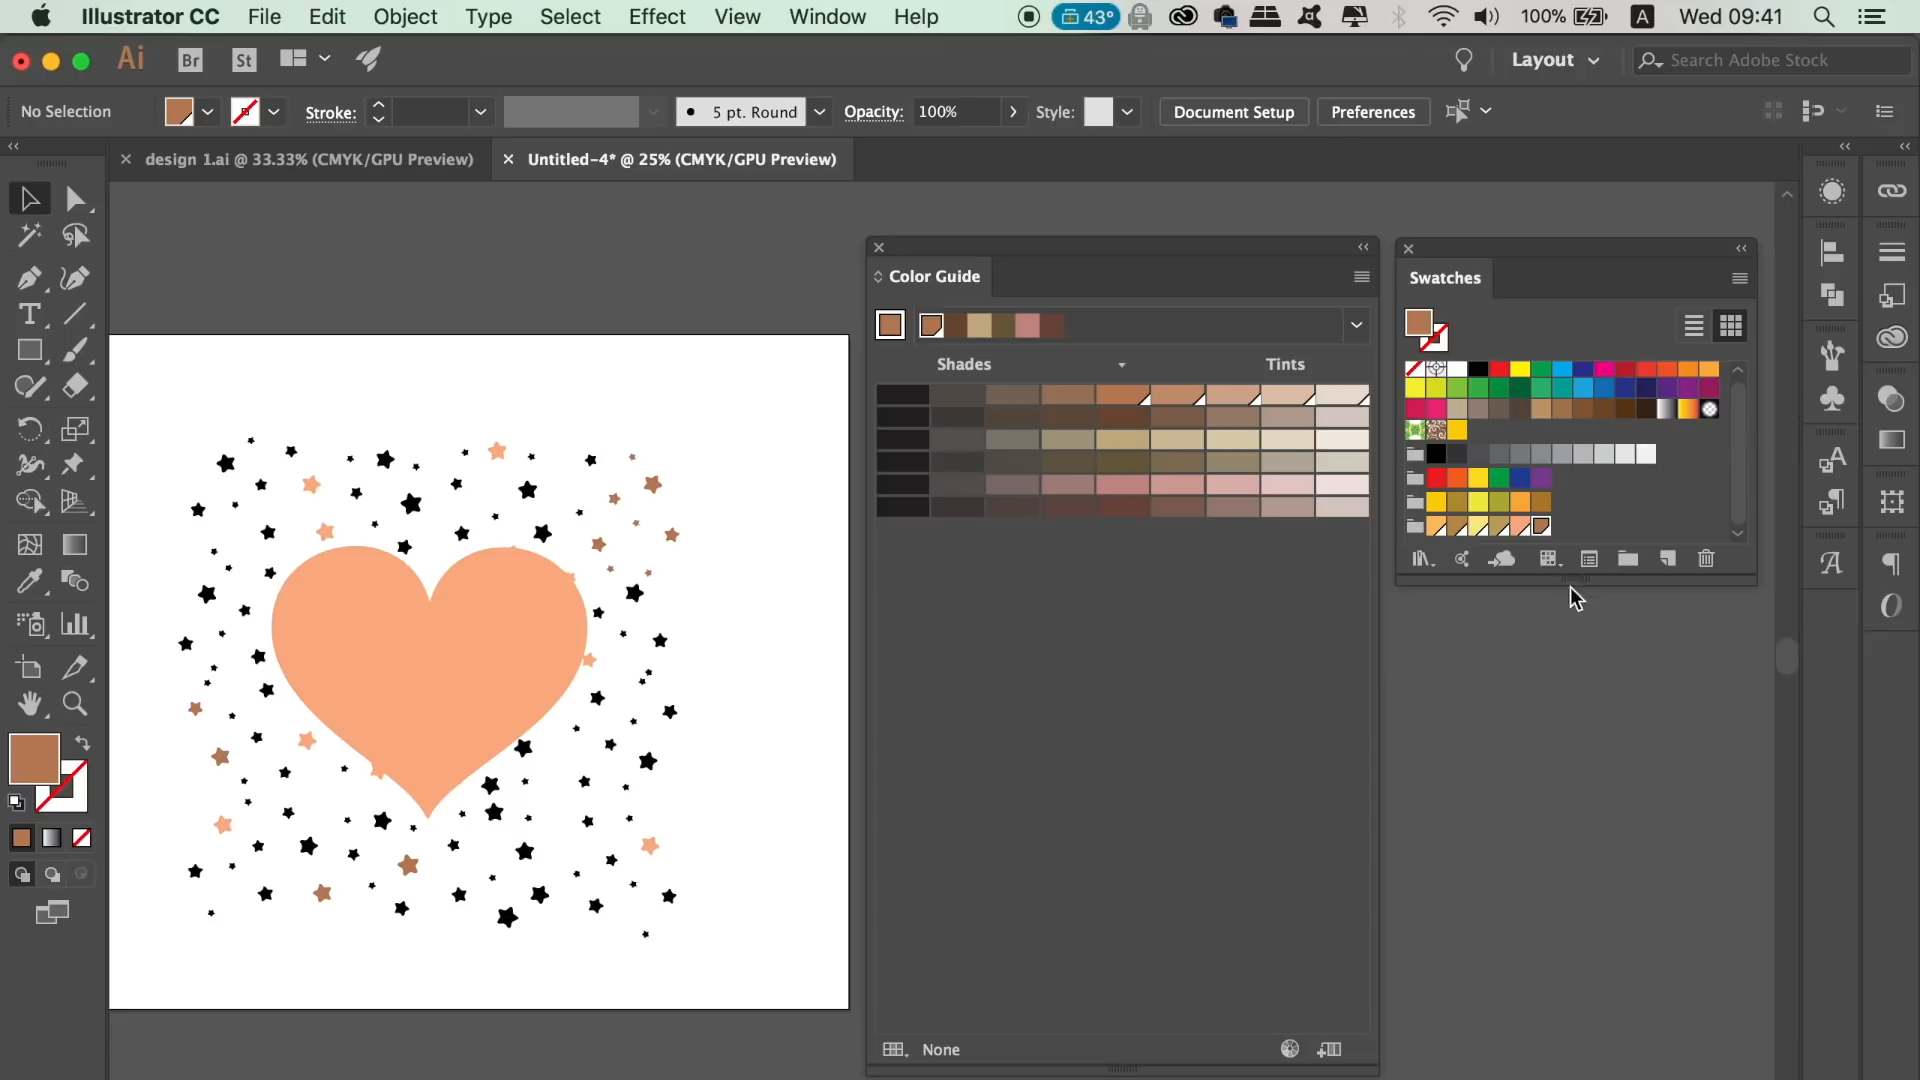 Illustrator CC File Edit Object Type Select Effect View Window Help 43° 100% A Wed 09:41
Ai Br St Layout Search Adobe Stock
No Selection Stroke: 5 pt. Round Opacity: 100% Style: Document Setup Preferences
design 1.ai @ 33.33% (CMYK/GPU Preview) Untitled-4* @ 25% (CMYK/GPU Preview)
Color Guide
Swatches
Shades Tints
None